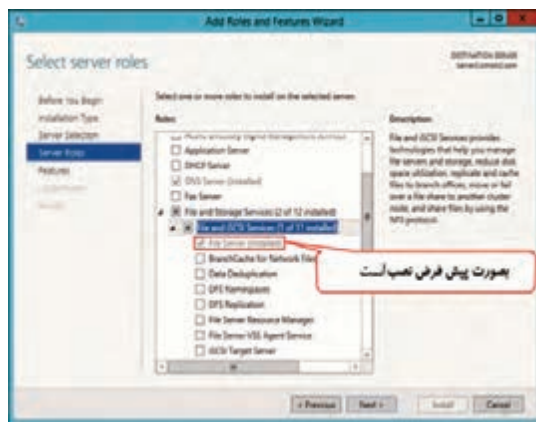 Add Roles and Features Wizard
Select server roles
DESTINATION SERVER
Before You Begin
Installation Type
Server Selection
Server Roles
Features
Select one or more roles to install on the selected server.
Roles
Application Server
DHCP Server
DNS Server (Installed)
Fax Server
File and Storage Services (2 of 12 installed)
File and iSCSI Services (1 of 11 installed)
File Server (Installed)
BranchCache for Network Files
Data Deduplication
DFS Namespaces
DFS Replication
File Server Resource Manager
File Server VSS Agent Service
iSCSI Target Server
Description
File and iSCSI Services provides
technologies that help you manage
file servers and storage, reduce disk
space utilization, replicate and cache
files to branch offices, move or fail
over a file share to another cluster
node, and share files by using the
NFS protocol.
بصورت پیش فرض نصب است
< Previous
Next >
Install
Cancel